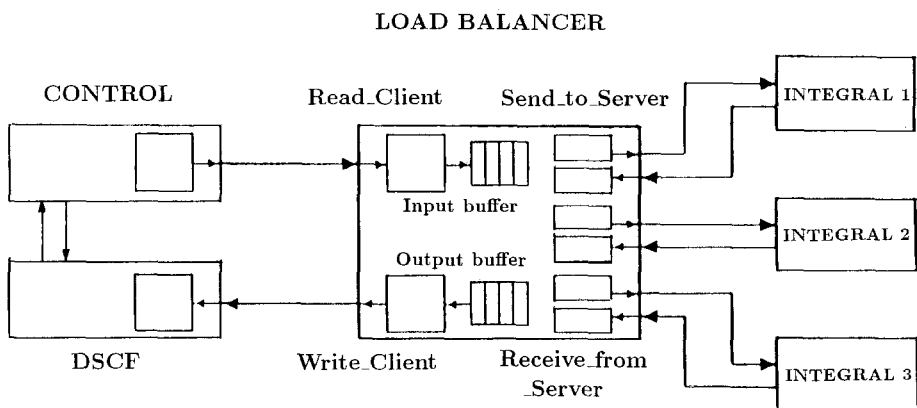 LOAD BALANCER
CONTROL
Read_Client
Send_to_Server
INTEGRAL 1
Input buffer
INTEGRAL 2
Output buffer
DSCF
Write_Client
Receive_from
_Server
INTEGRAL 3